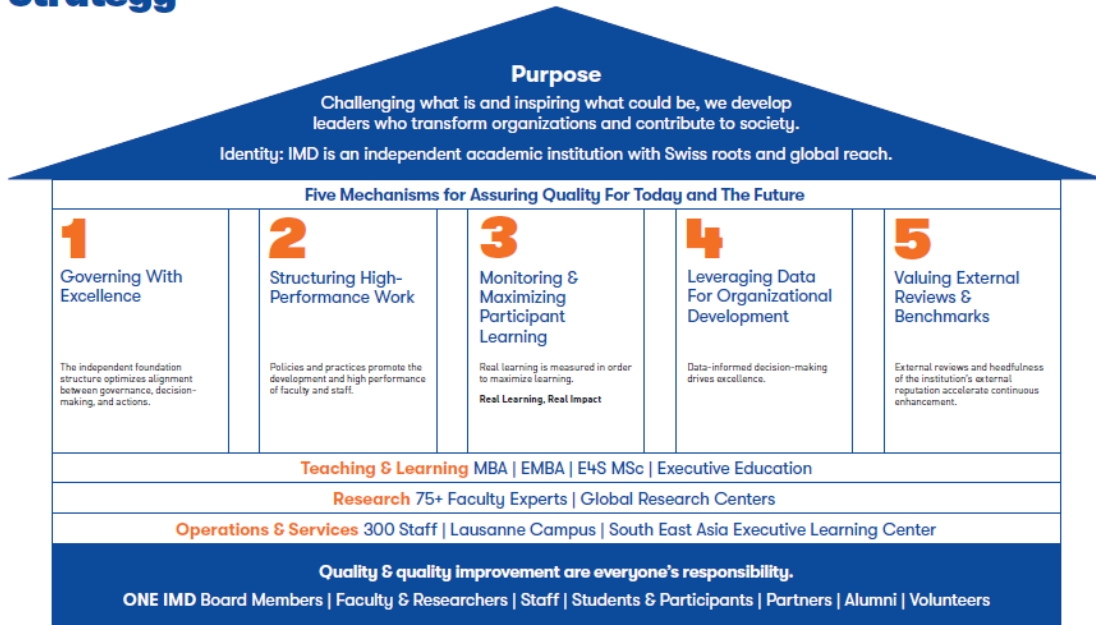 Strategy
Purpose
Challenging what is and inspiring what could be, we develop
leaders who transform organizations and contribute to society.
Identity: IMD is an independent academic institution with Swiss roots and global reach.
Five Mechanisms for Assuring Quality For Today and The Future
1
Governing With
Excellence
The independent foundation
structure optimizes alignment
between governance, decision-
making, and actions.
2
Structuring High-
Performance Work
Policies and practices promote the
development and high performance
of faculty and staff.
3
Monitoring &
Maximizing
Participant
Learning
Real learning is measured in order
to maximize learning.
Real Learning, Real Impact
4
Leveraging Data
For Organizational
Development
Data-informed decision-making
drives excellence.
5
Valuing External
Reviews &
Benchmarks
External reviews and heedfulness
of the institution's external
reputation accelerate continuous
enhancement.
Teaching & Learning MBA | EMBA | E4S MSc | Executive Education
Research 75+ Faculty Experts | Global Research Centers
Operations & Services 300 Staff | Lausanne Campus | South East Asia Executive Learning Center
Quality & quality improvement are everyone's responsibility.
ONE IMD Board Members | Faculty & Researchers | Staff | Students & Participants | Partners | Alumni | Volunteers